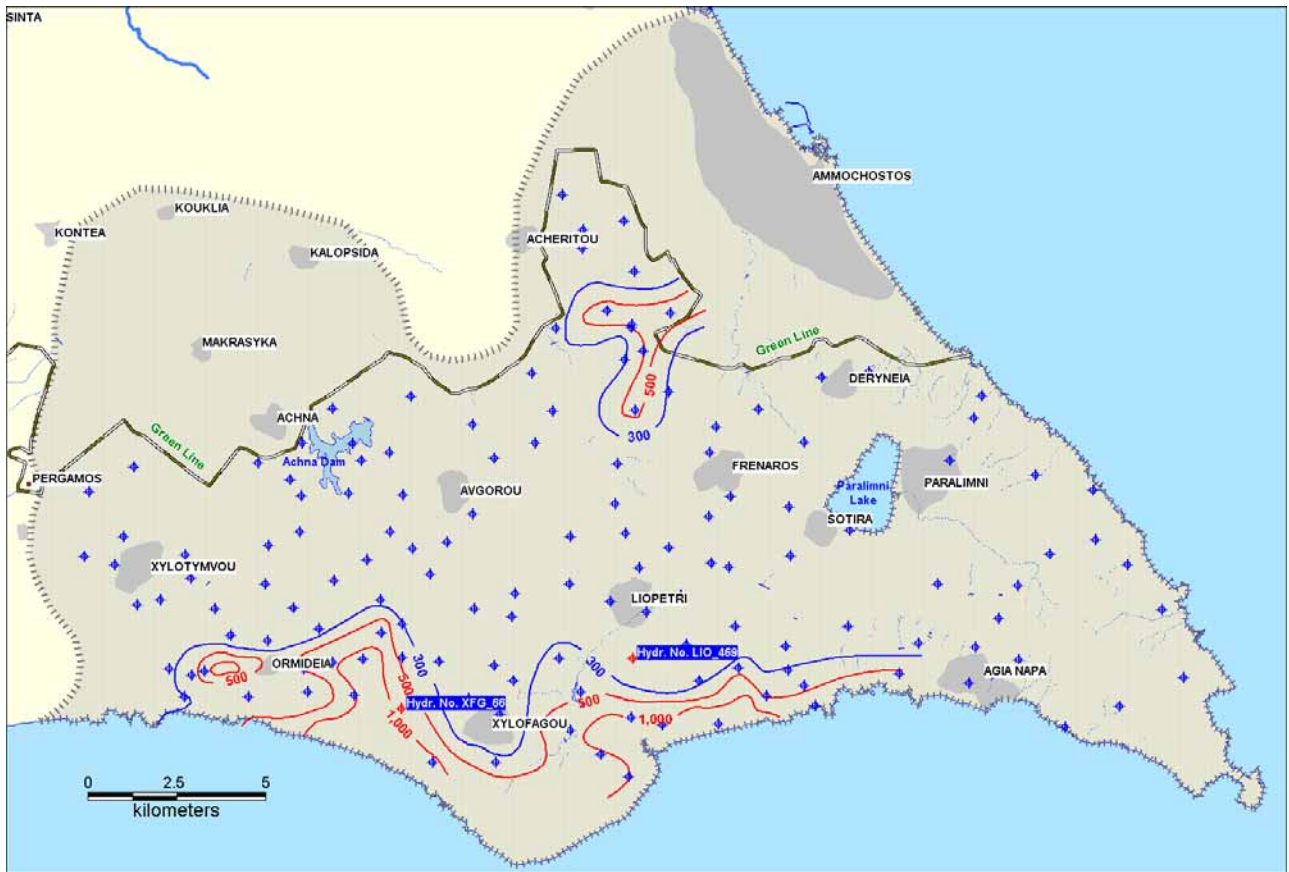 SINTA
AMMOCHOSTOS
KOUKLIA
KONTEA
ACHERITOU
KALOPSIDA
MAKRASYKA
Green Line
DERYNEIA
500
ACHNA
300
Green Line
Achna Dam
FRENAROS
PERGAMOS
PARALIMNI
Paralimni
Lake
AVGOROU
SOTIRA
XYLOTYMVOU
LIOPETRI
Hydr. No. LIO_469
ORMIDEIA
300
300
AGIA NAPA
500
500
500
Hydr. No. XFG_66
1,000
XYLOFAGOU
1,000
0 2.5 5
kilometers